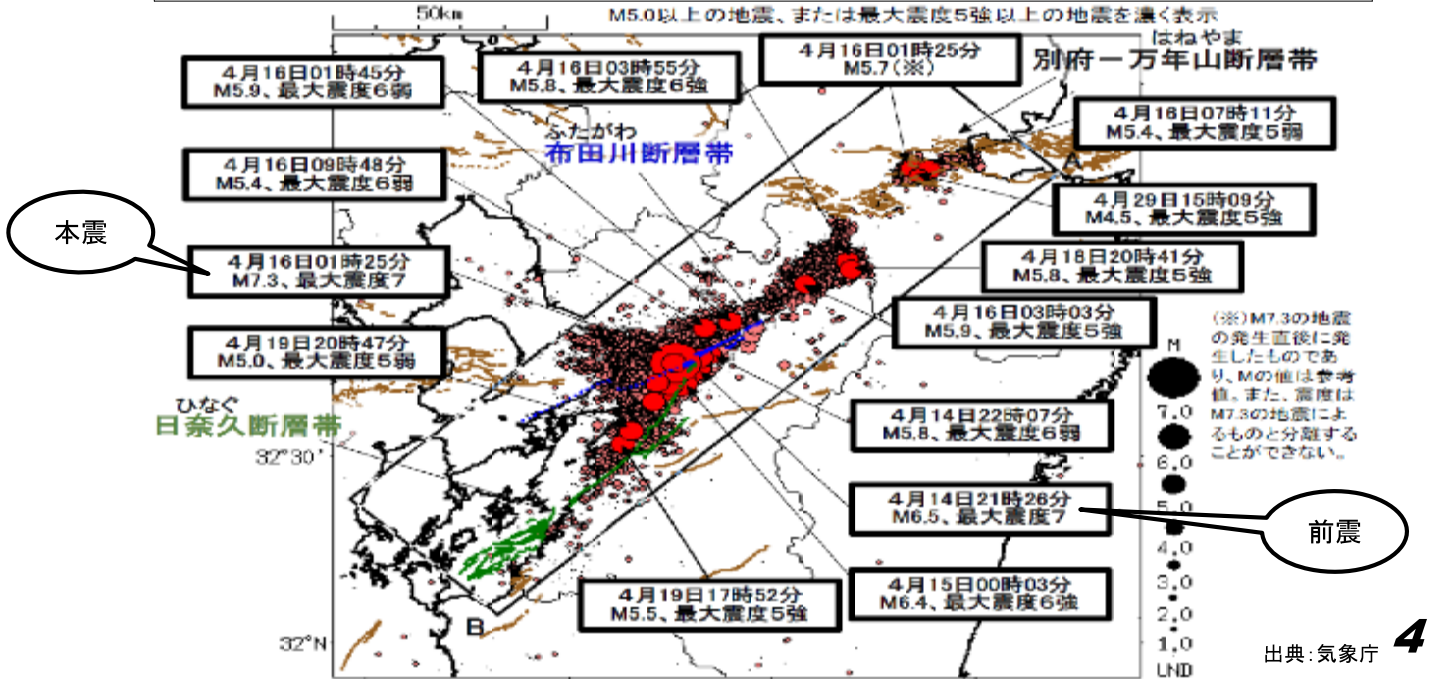 50km
M5.0以上の地震、または最大震度5強以上の地震を濃く表示
4月16日01時45分
M5.9、最大震度6弱
4月16日03時55分
M5.8、最大震度6強
4月16日01時25分
M5.7(※)
はねやま
別府－万年山断層帯
4月16日07時11分
M5.4、最大震度5弱
ふたがわ
布田川断層帯
A
4月16日09時48分
M5.4、最大震度6弱
4月29日15時09分
M4.5、最大震度5強
本震
4月16日01時25分
M7.3、最大震度7
4月18日20時41分
M5.8、最大震度5強
4月16日03時03分
M5.9、最大震度5強
4月19日20時47分
M5.0、最大震度5弱
(※)M7.3の地震
の発生直後に発
生したものであ
り、Mの値は参考
値。また、震度は
M7.3の地震によ
るものと分離する
ことができない。
M
7.0
6.0
5.0
4.0
3.0
2.0
1.0
UND
ひなぐ
日奈久断層帯
4月14日22時07分
M5.8、最大震度6弱
32°30'
4月14日21時26分
M6.5、最大震度7
前震
4月15日00時03分
M6.4、最大震度6強
4月19日17時52分
M5.5、最大震度5強
B
32°N
出典：気象庁
4